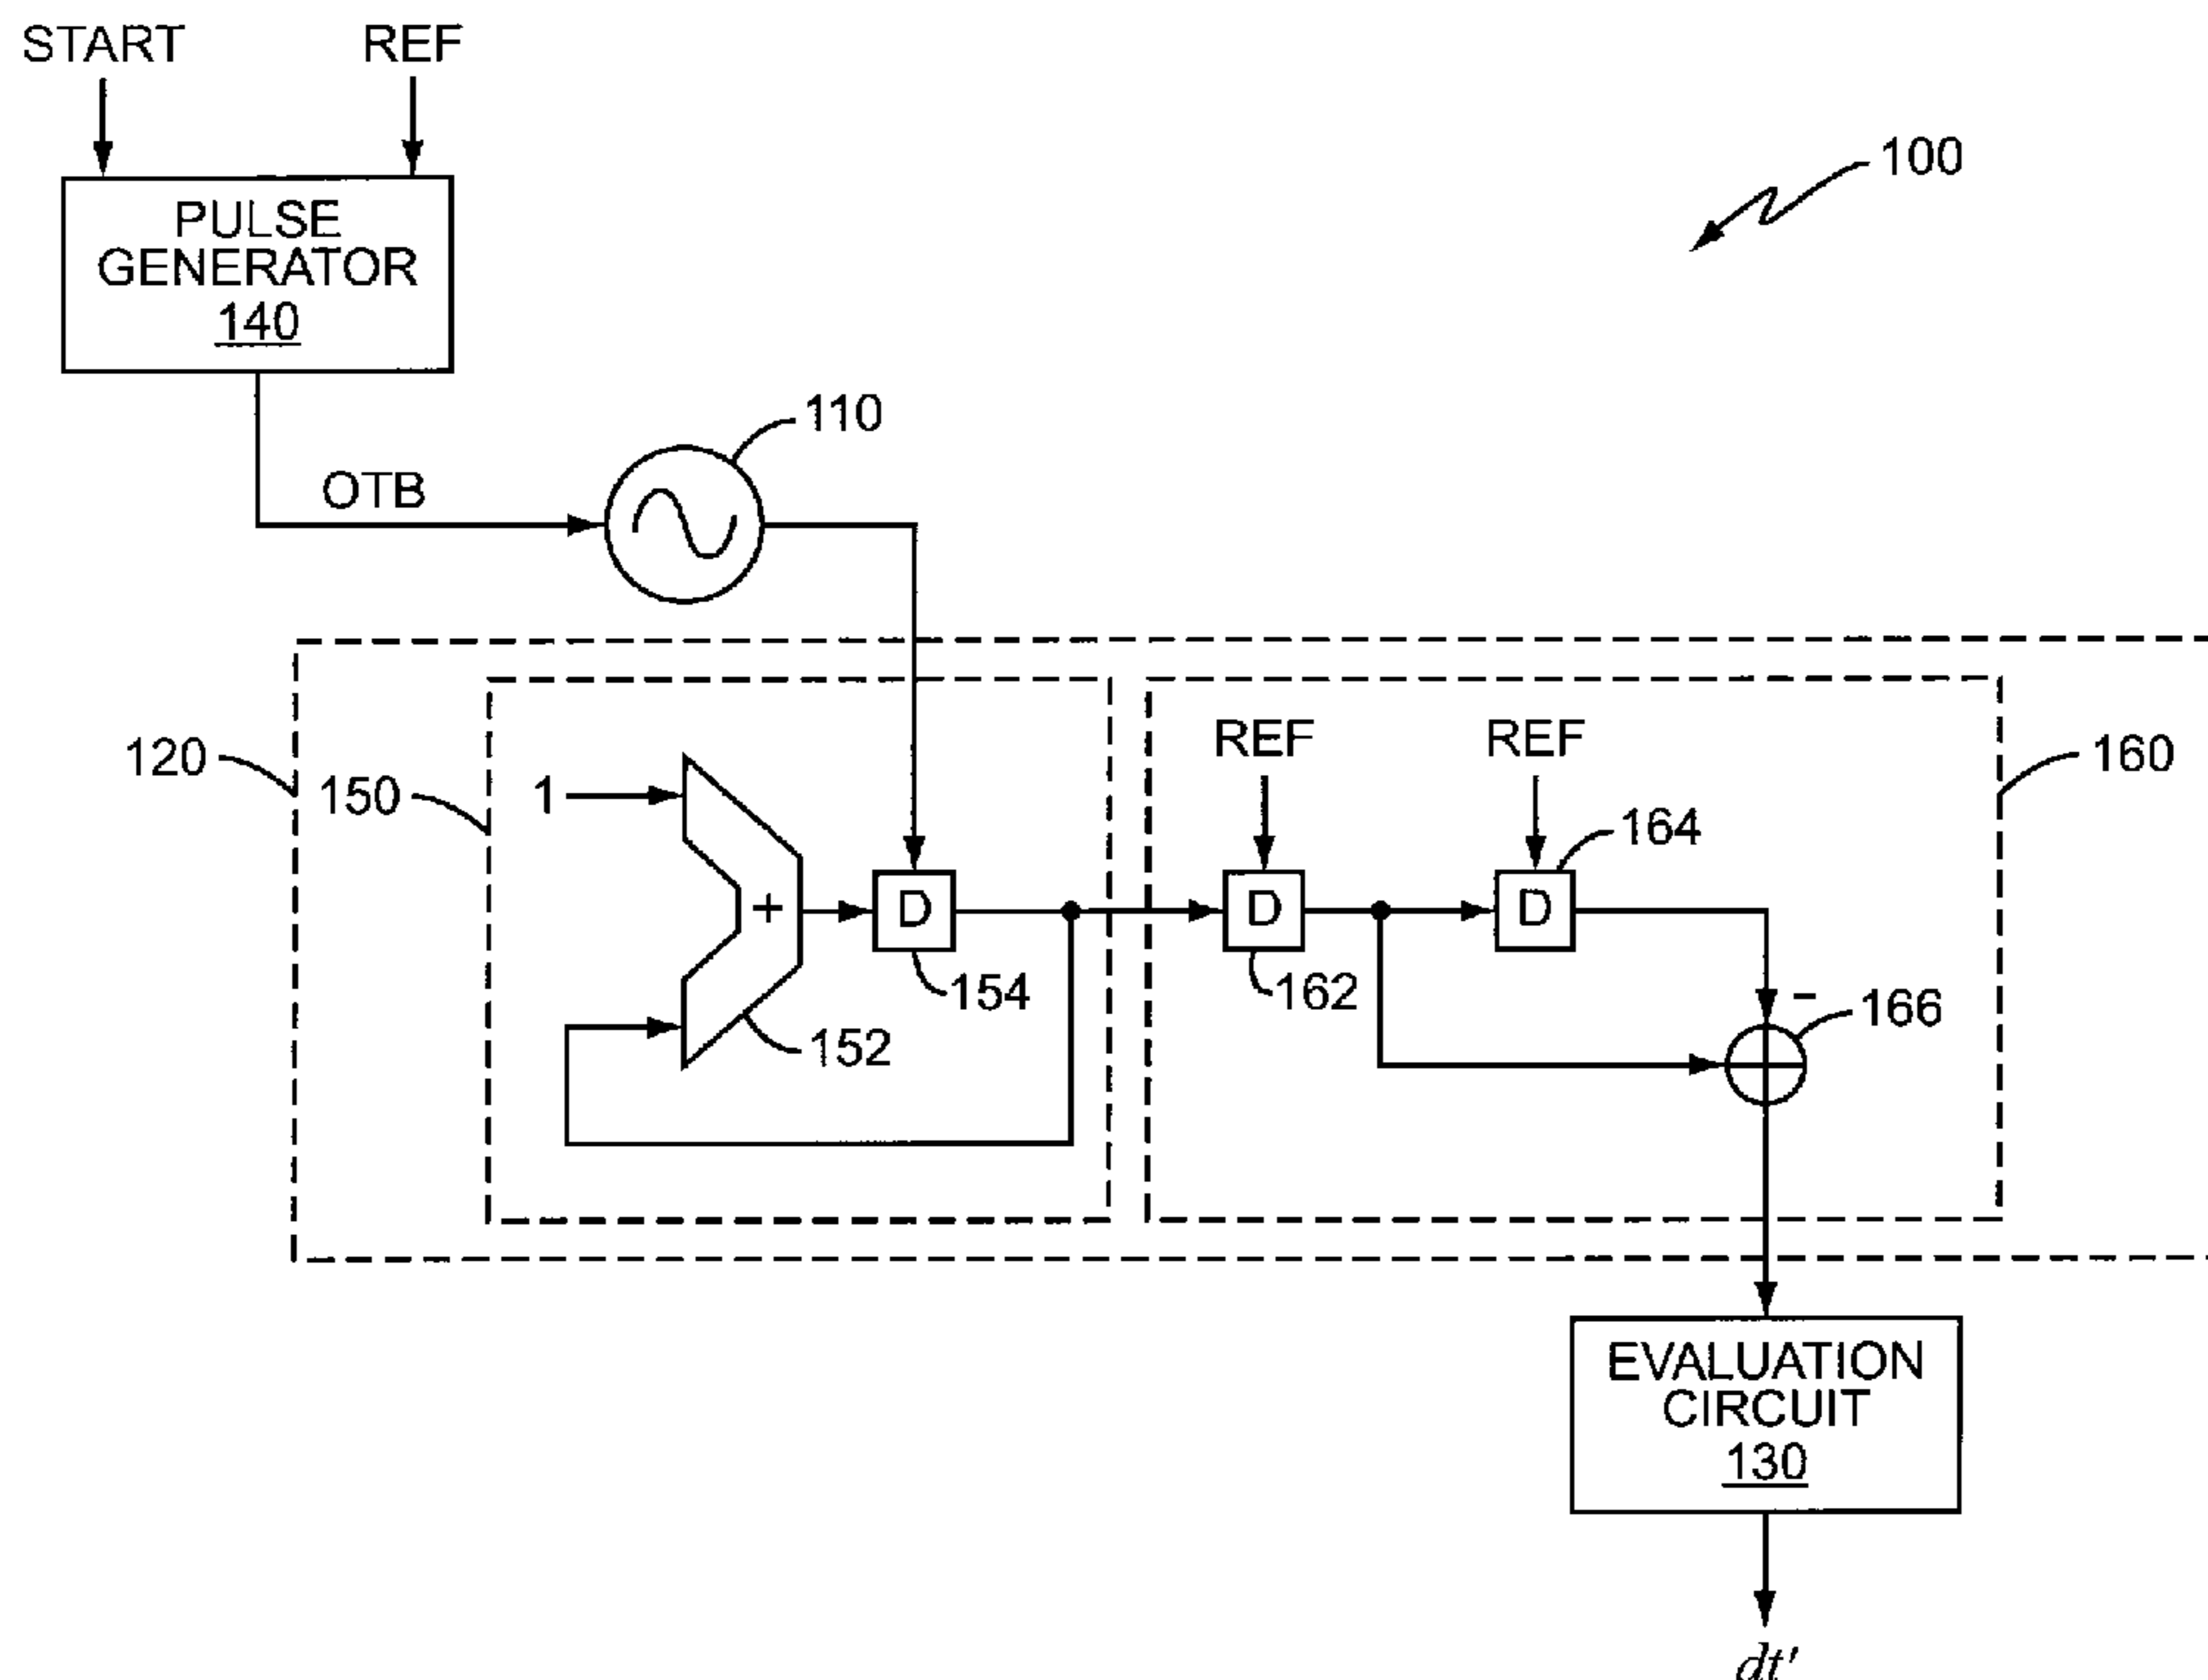 START
REF
100
PULSE
GENERATOR
140
110
OTB
120
150
1
REF
REF
160
164
+
D
D
D
154
162
-
166
152
EVALUATION
CIRCUIT
130
dt'